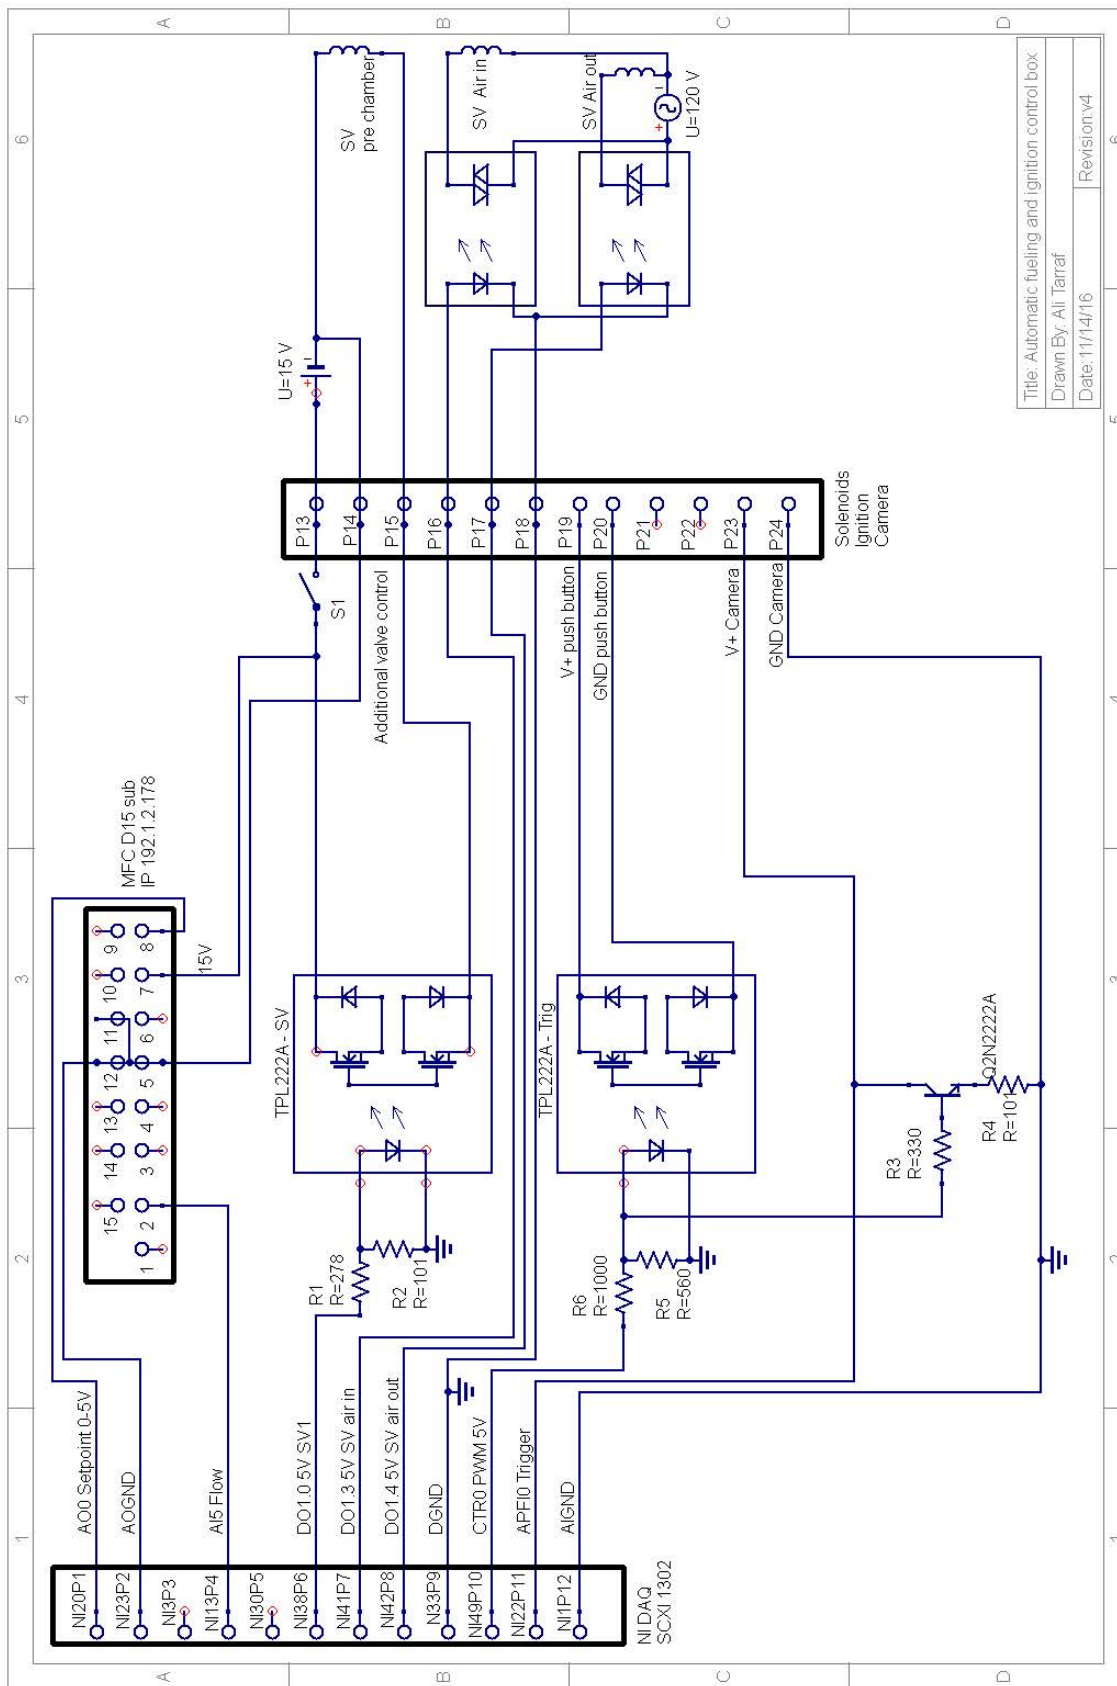 1
2
3
4
5
6
A
B
C
D
NI20P1
NI23P2
NI3P3
NI13P4
NI30P5
NI38P6
NI41P7
NI42P8
NI33P9
NI49P10
NI22P11
NI1P12
NI DAQ
SCXI 1302
AO0 Setpoint 0-5V
AOGND
AI5 Flow
DO1.0 5V SV1
DO1.3 5V SV air in
DO1.4 5V SV air out
DGND
CTR0 PWM 5V
APFI0 Trigger
AIGND
MFC D15 sub
IP 192.1.2.178
15
14
13
12
11
10
9
1
2
3
4
5
6
7
8
15V
R1
R=278
R2
R=101
TPL222A - SV
R6
R=1000
R5
R=560
TPL222A - Trig
R3
R=330
Q2N2222A
R4
R=101
S1
Additional valve control
V+ push button
GND push button
V+ Camera
GND Camera
P13
P14
P15
P16
P17
P18
P19
P20
P21
P22
P23
P24
Solenoids
Ignition
Camera
U=15 V
+
-
SV
pre chamber
SV Air in
SV Air out
+
-
U=120 V
Title: Automatic fueling and ignition control box
Drawn By: Ali Tarraf
Date: 11/14/16
Revision:v4
A
B
C
D
1
2
3
4
5
6